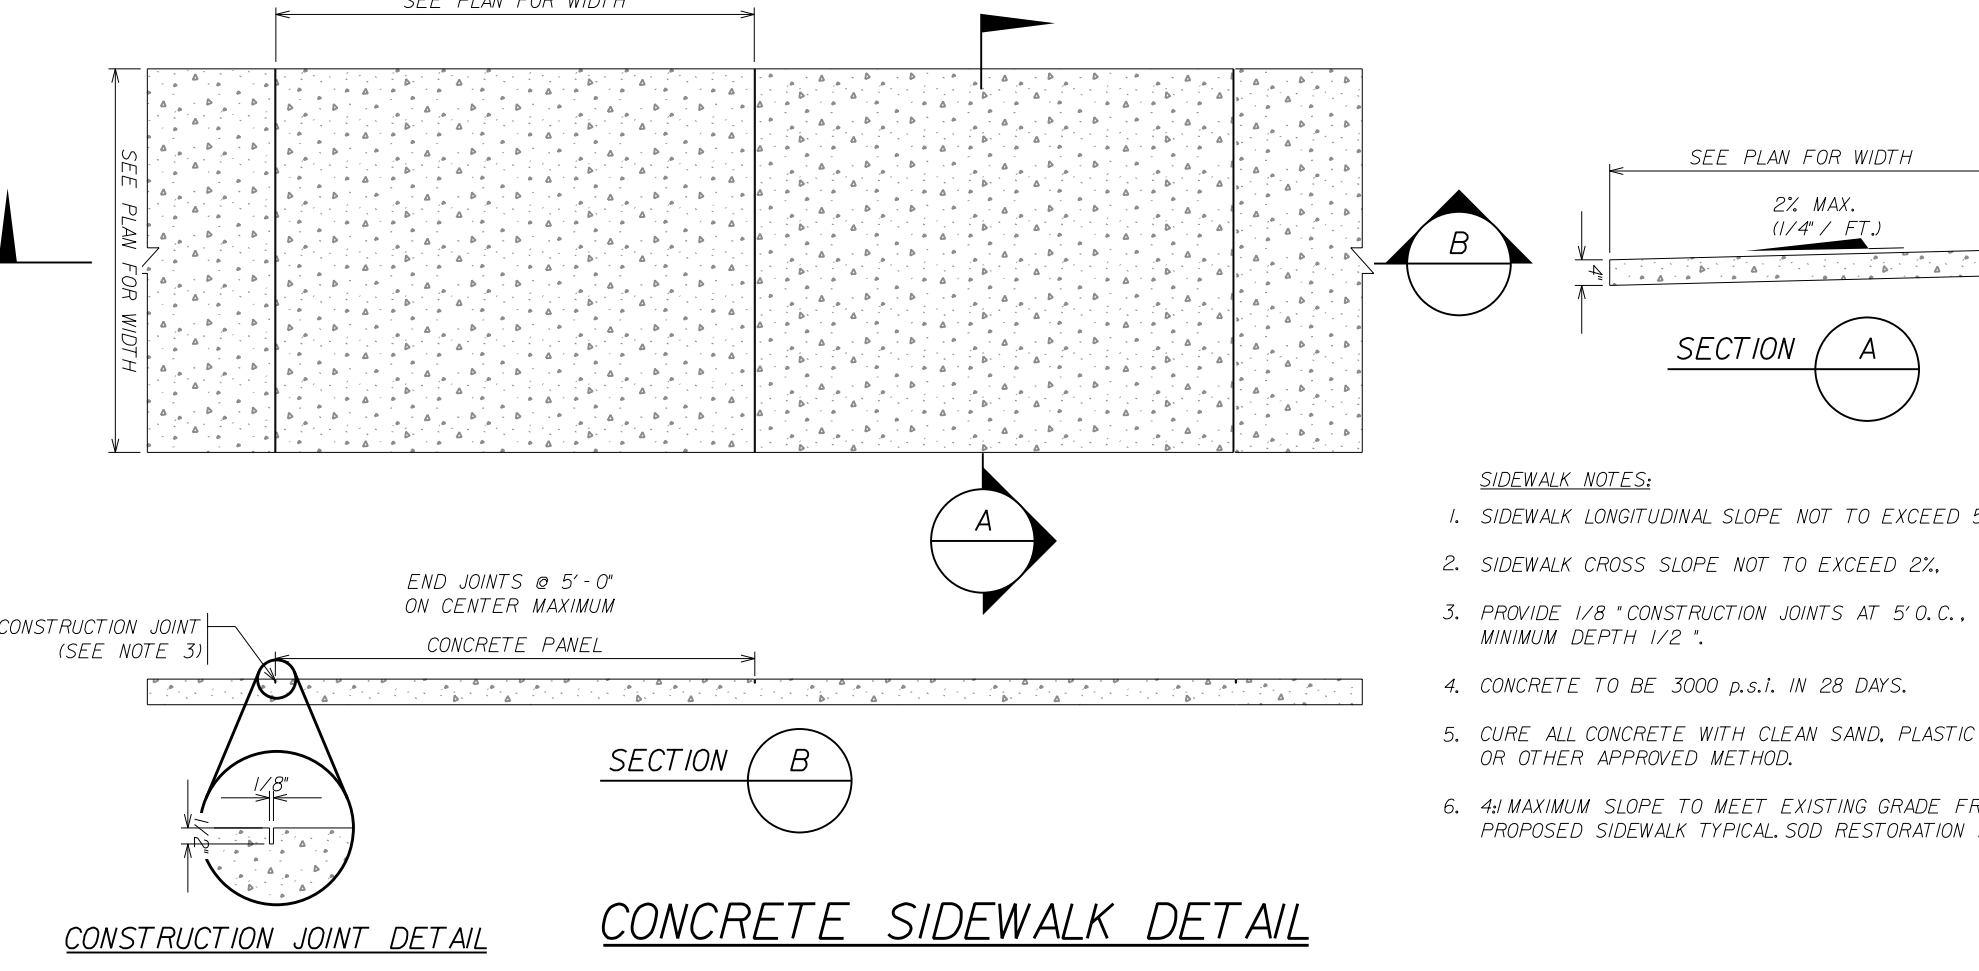 SEE PLAN FOR WIDTH
SEE PLAN FOR WIDTH
B
SEE PLAN FOR WIDTH
2% MAX.
(1/4" / FT.)
4"
SECTION A
A
END JOINTS @ 5'-0"
ON CENTER MAXIMUM
CONSTRUCTION JOINT
(SEE NOTE 3)
CONCRETE PANEL
SECTION B
1/8"
1/2"
CONSTRUCTION JOINT DETAIL
CONCRETE SIDEWALK DETAIL
SIDEWALK NOTES:
1. SIDEWALK LONGITUDINAL SLOPE NOT TO EXCEED 5
2. SIDEWALK CROSS SLOPE NOT TO EXCEED 2%,
3. PROVIDE 1/8 " CONSTRUCTION JOINTS AT 5' O.C.,
MINIMUM DEPTH 1/2 ".
4. CONCRETE TO BE 3000 p.s.i. IN 28 DAYS.
5. CURE ALL CONCRETE WITH CLEAN SAND, PLASTIC
OR OTHER APPROVED METHOD.
6. 4:1 MAXIMUM SLOPE TO MEET EXISTING GRADE FR
PROPOSED SIDEWALK TYPICAL. SOD RESTORATION